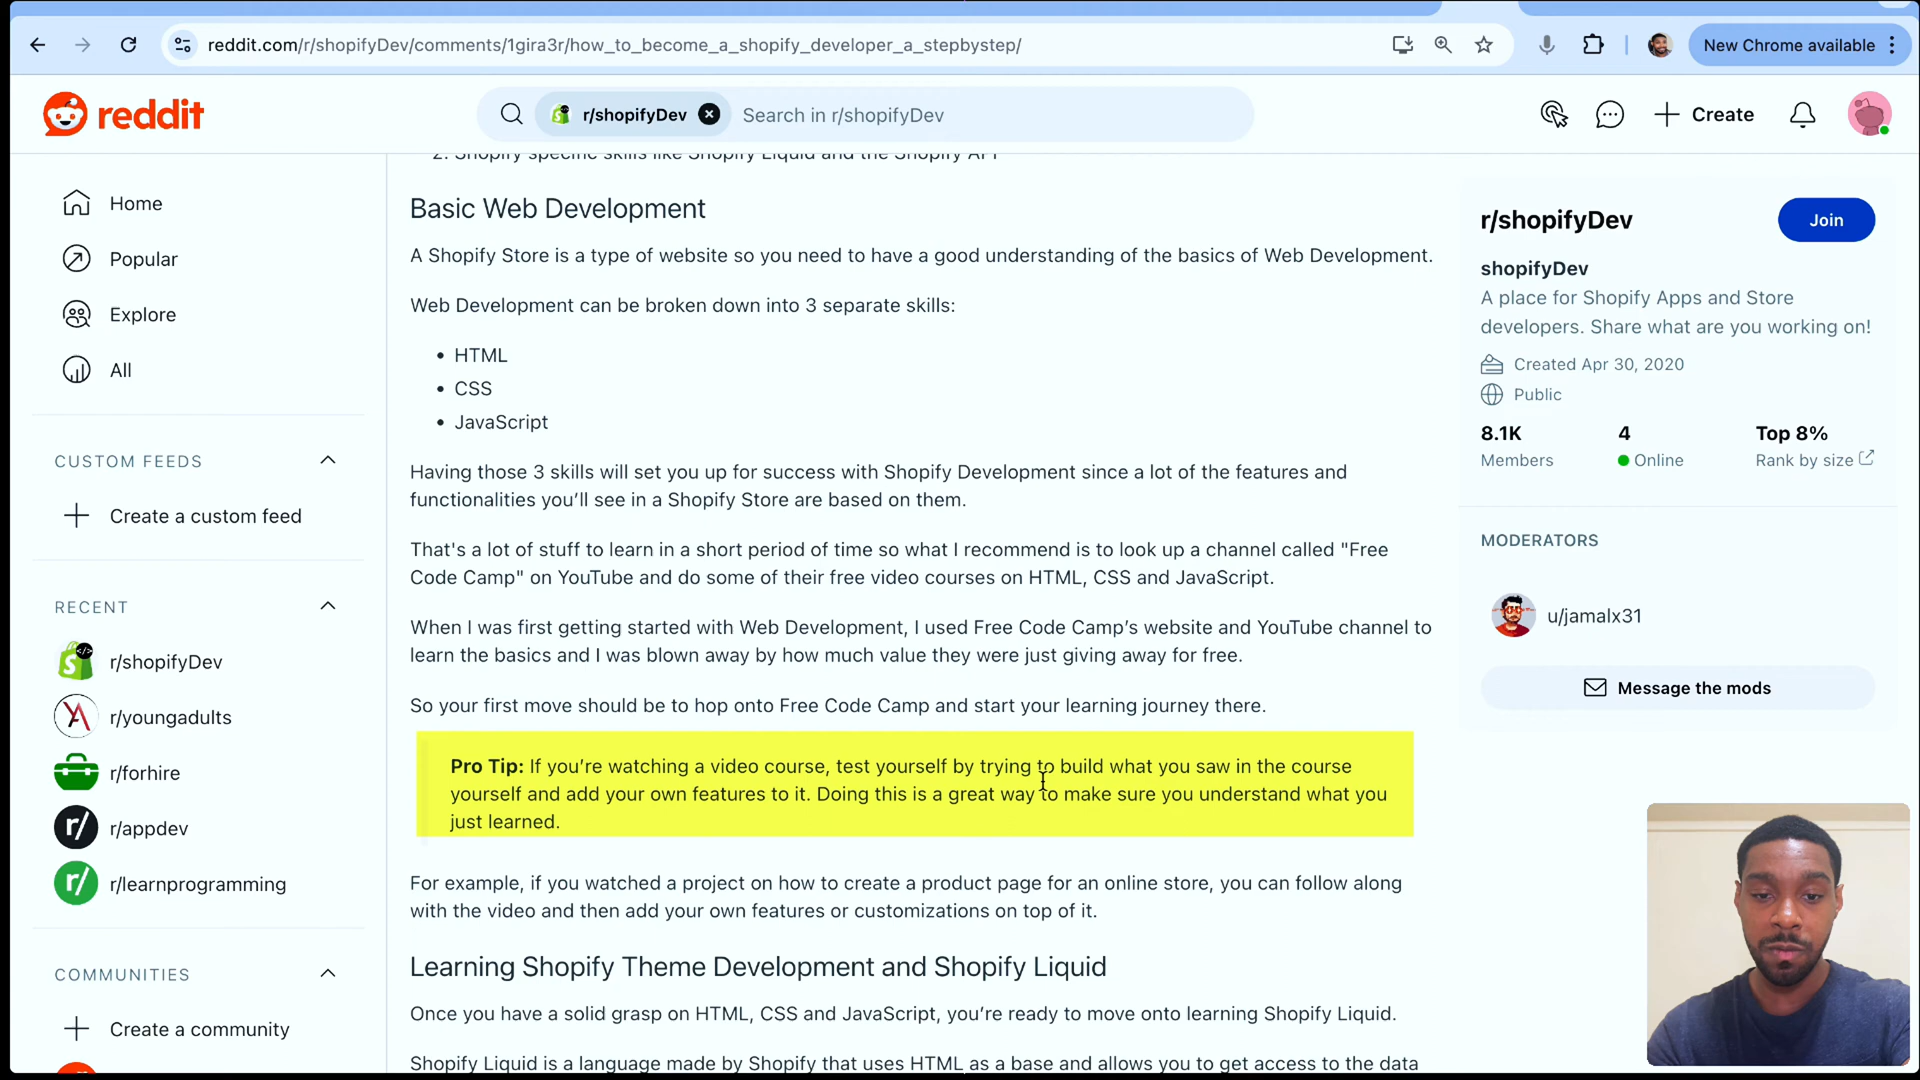 reddit.com/r/shopifyDev/comments/1gira3r/how_to_become_a_shopify_developer_a_stepbystep/
New Chrome available
reddit
r/shopifyDev
Search in r/shopifyDev
Create
Home
Popular
Explore
All
CUSTOM FEEDS
Create a custom feed
RECENT
r/shopifyDev
r/youngadults
r/forhire
r/appdev
r/learnprogramming
COMMUNITIES
Create a community
2. Shopify specific skills like Shopify Liquid and the Shopify API
Basic Web Development
A Shopify Store is a type of website so you need to have a good understanding of the basics of Web Development.
Web Development can be broken down into 3 separate skills:
• HTML
• CSS
• JavaScript
Having those 3 skills will set you up for success with Shopify Development since a lot of the features and
functionalities you’ll see in a Shopify Store are based on them.
That's a lot of stuff to learn in a short period of time so what I recommend is to look up a channel called "Free
Code Camp" on YouTube and do some of their free video courses on HTML, CSS and JavaScript.
When I was first getting started with Web Development, I used Free Code Camp’s website and YouTube channel to
learn the basics and I was blown away by how much value they were just giving away for free.
So your first move should be to hop onto Free Code Camp and start your learning journey there.
Pro Tip: If you’re watching a video course, test yourself by trying to build what you saw in the course
yourself and add your own features to it. Doing this is a great way to make sure you understand what you
just learned.
For example, if you watched a project on how to create a product page for an online store, you can follow along
with the video and then add your own features or customizations on top of it.
Learning Shopify Theme Development and Shopify Liquid
Once you have a solid grasp on HTML, CSS and JavaScript, you’re ready to move onto learning Shopify Liquid.
Shopify Liquid is a language made by Shopify that uses HTML as a base and allows you to get access to the data
r/shopifyDev
Join
shopifyDev
A place for Shopify Apps and Store
developers. Share what are you working on!
Created Apr 30, 2020
Public
8.1K 4 Top 8%
Members Online Rank by size
MODERATORS
u/jamalx31
Message the mods